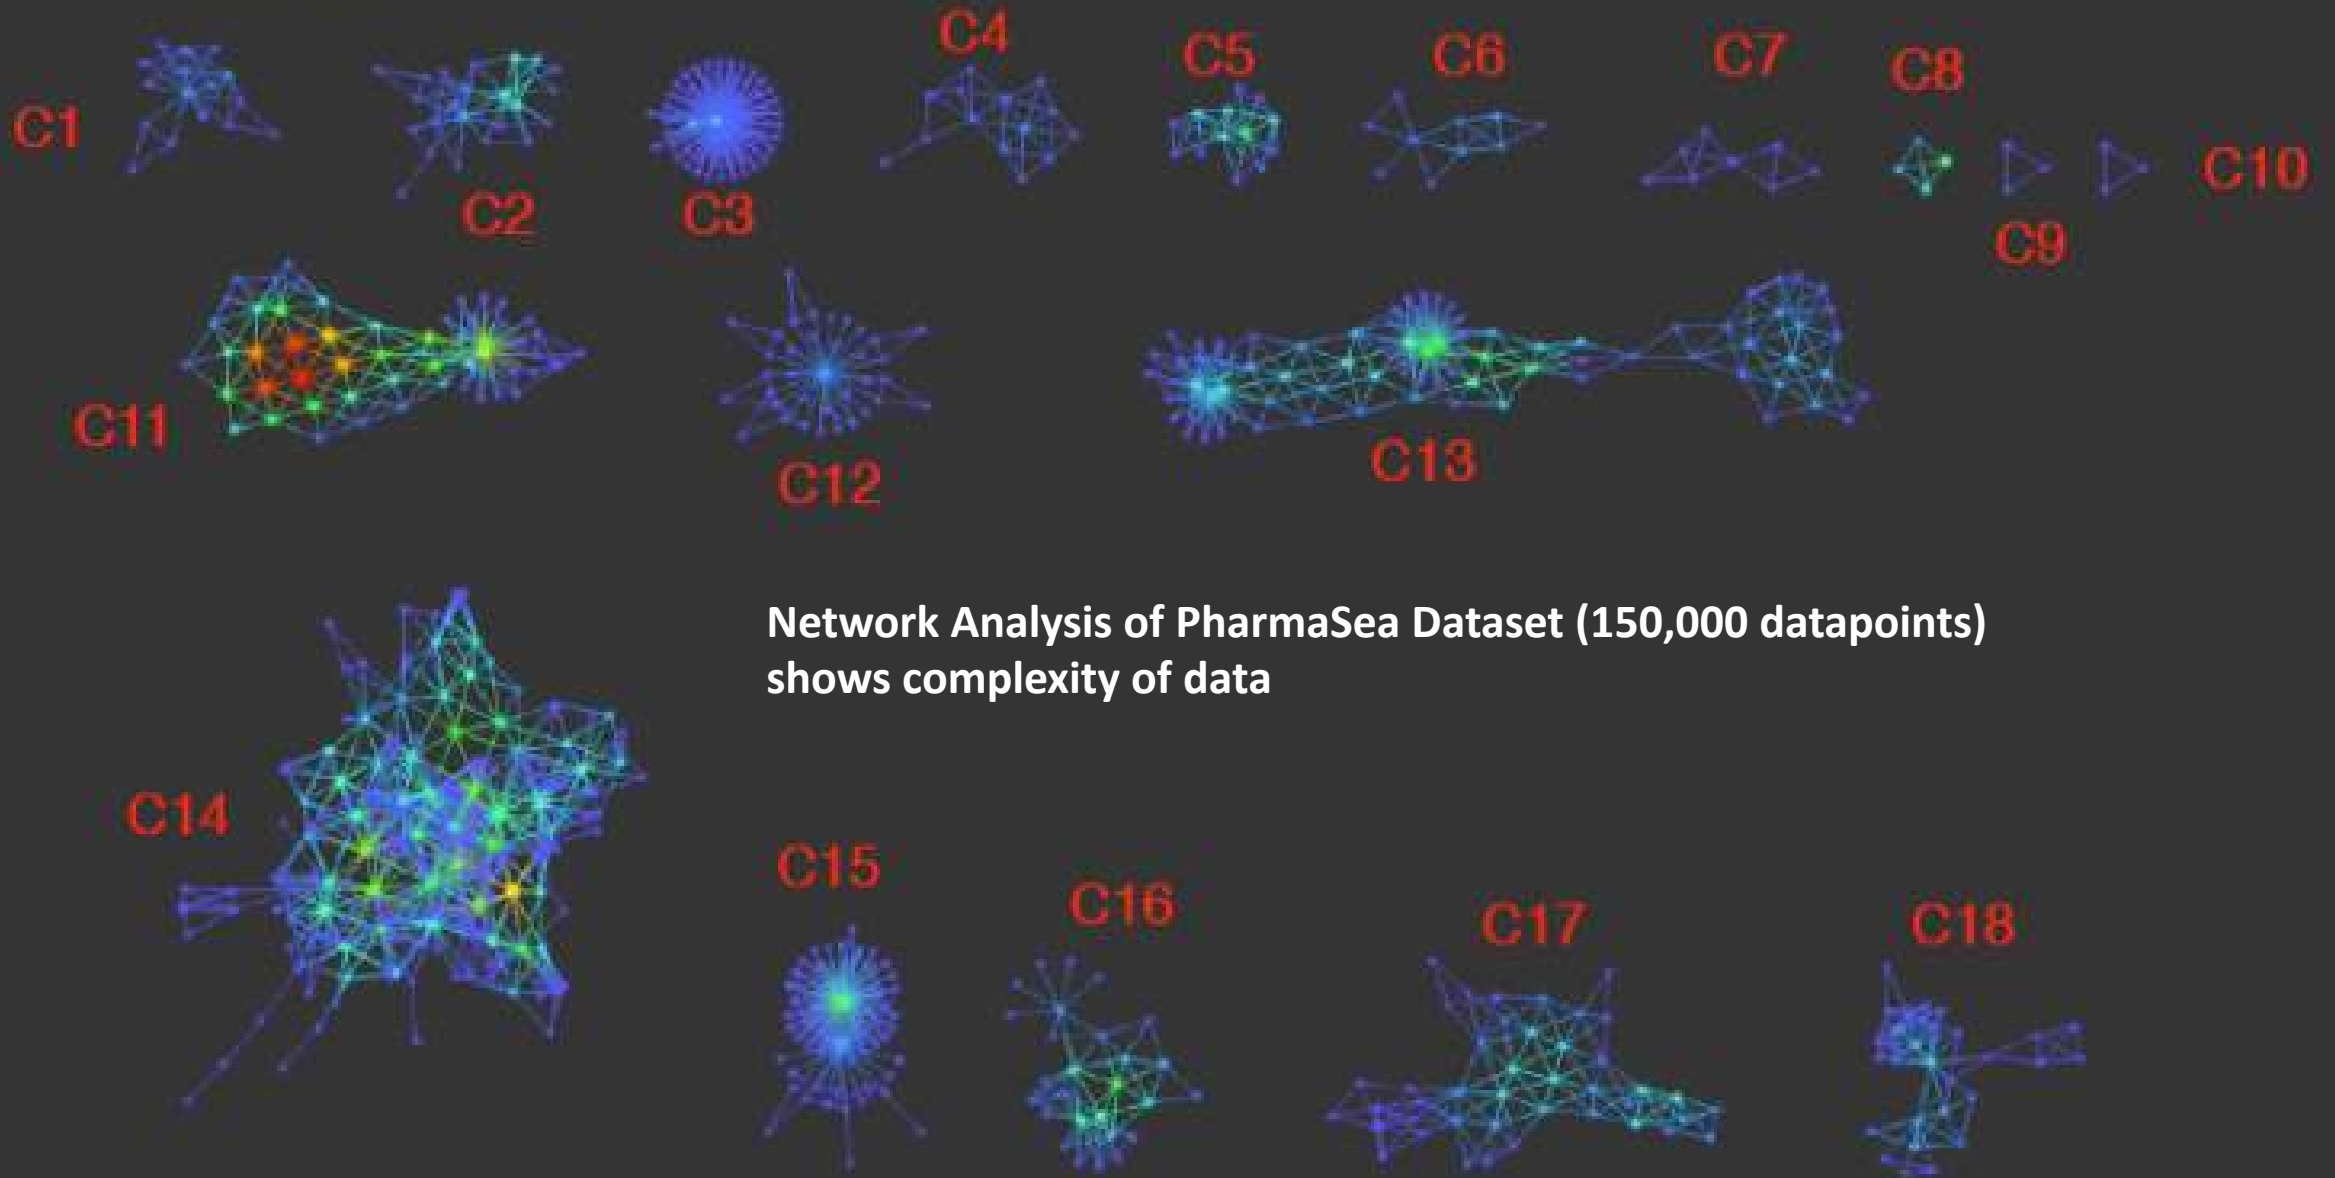 C1
C2
C3
C4
C5
C6
C7
C8
C9
C10
C11
C12
C13
Network Analysis of PharmaSea Dataset (150,000 datapoints)
shows complexity of data
C14
C15
C16
C17
C18